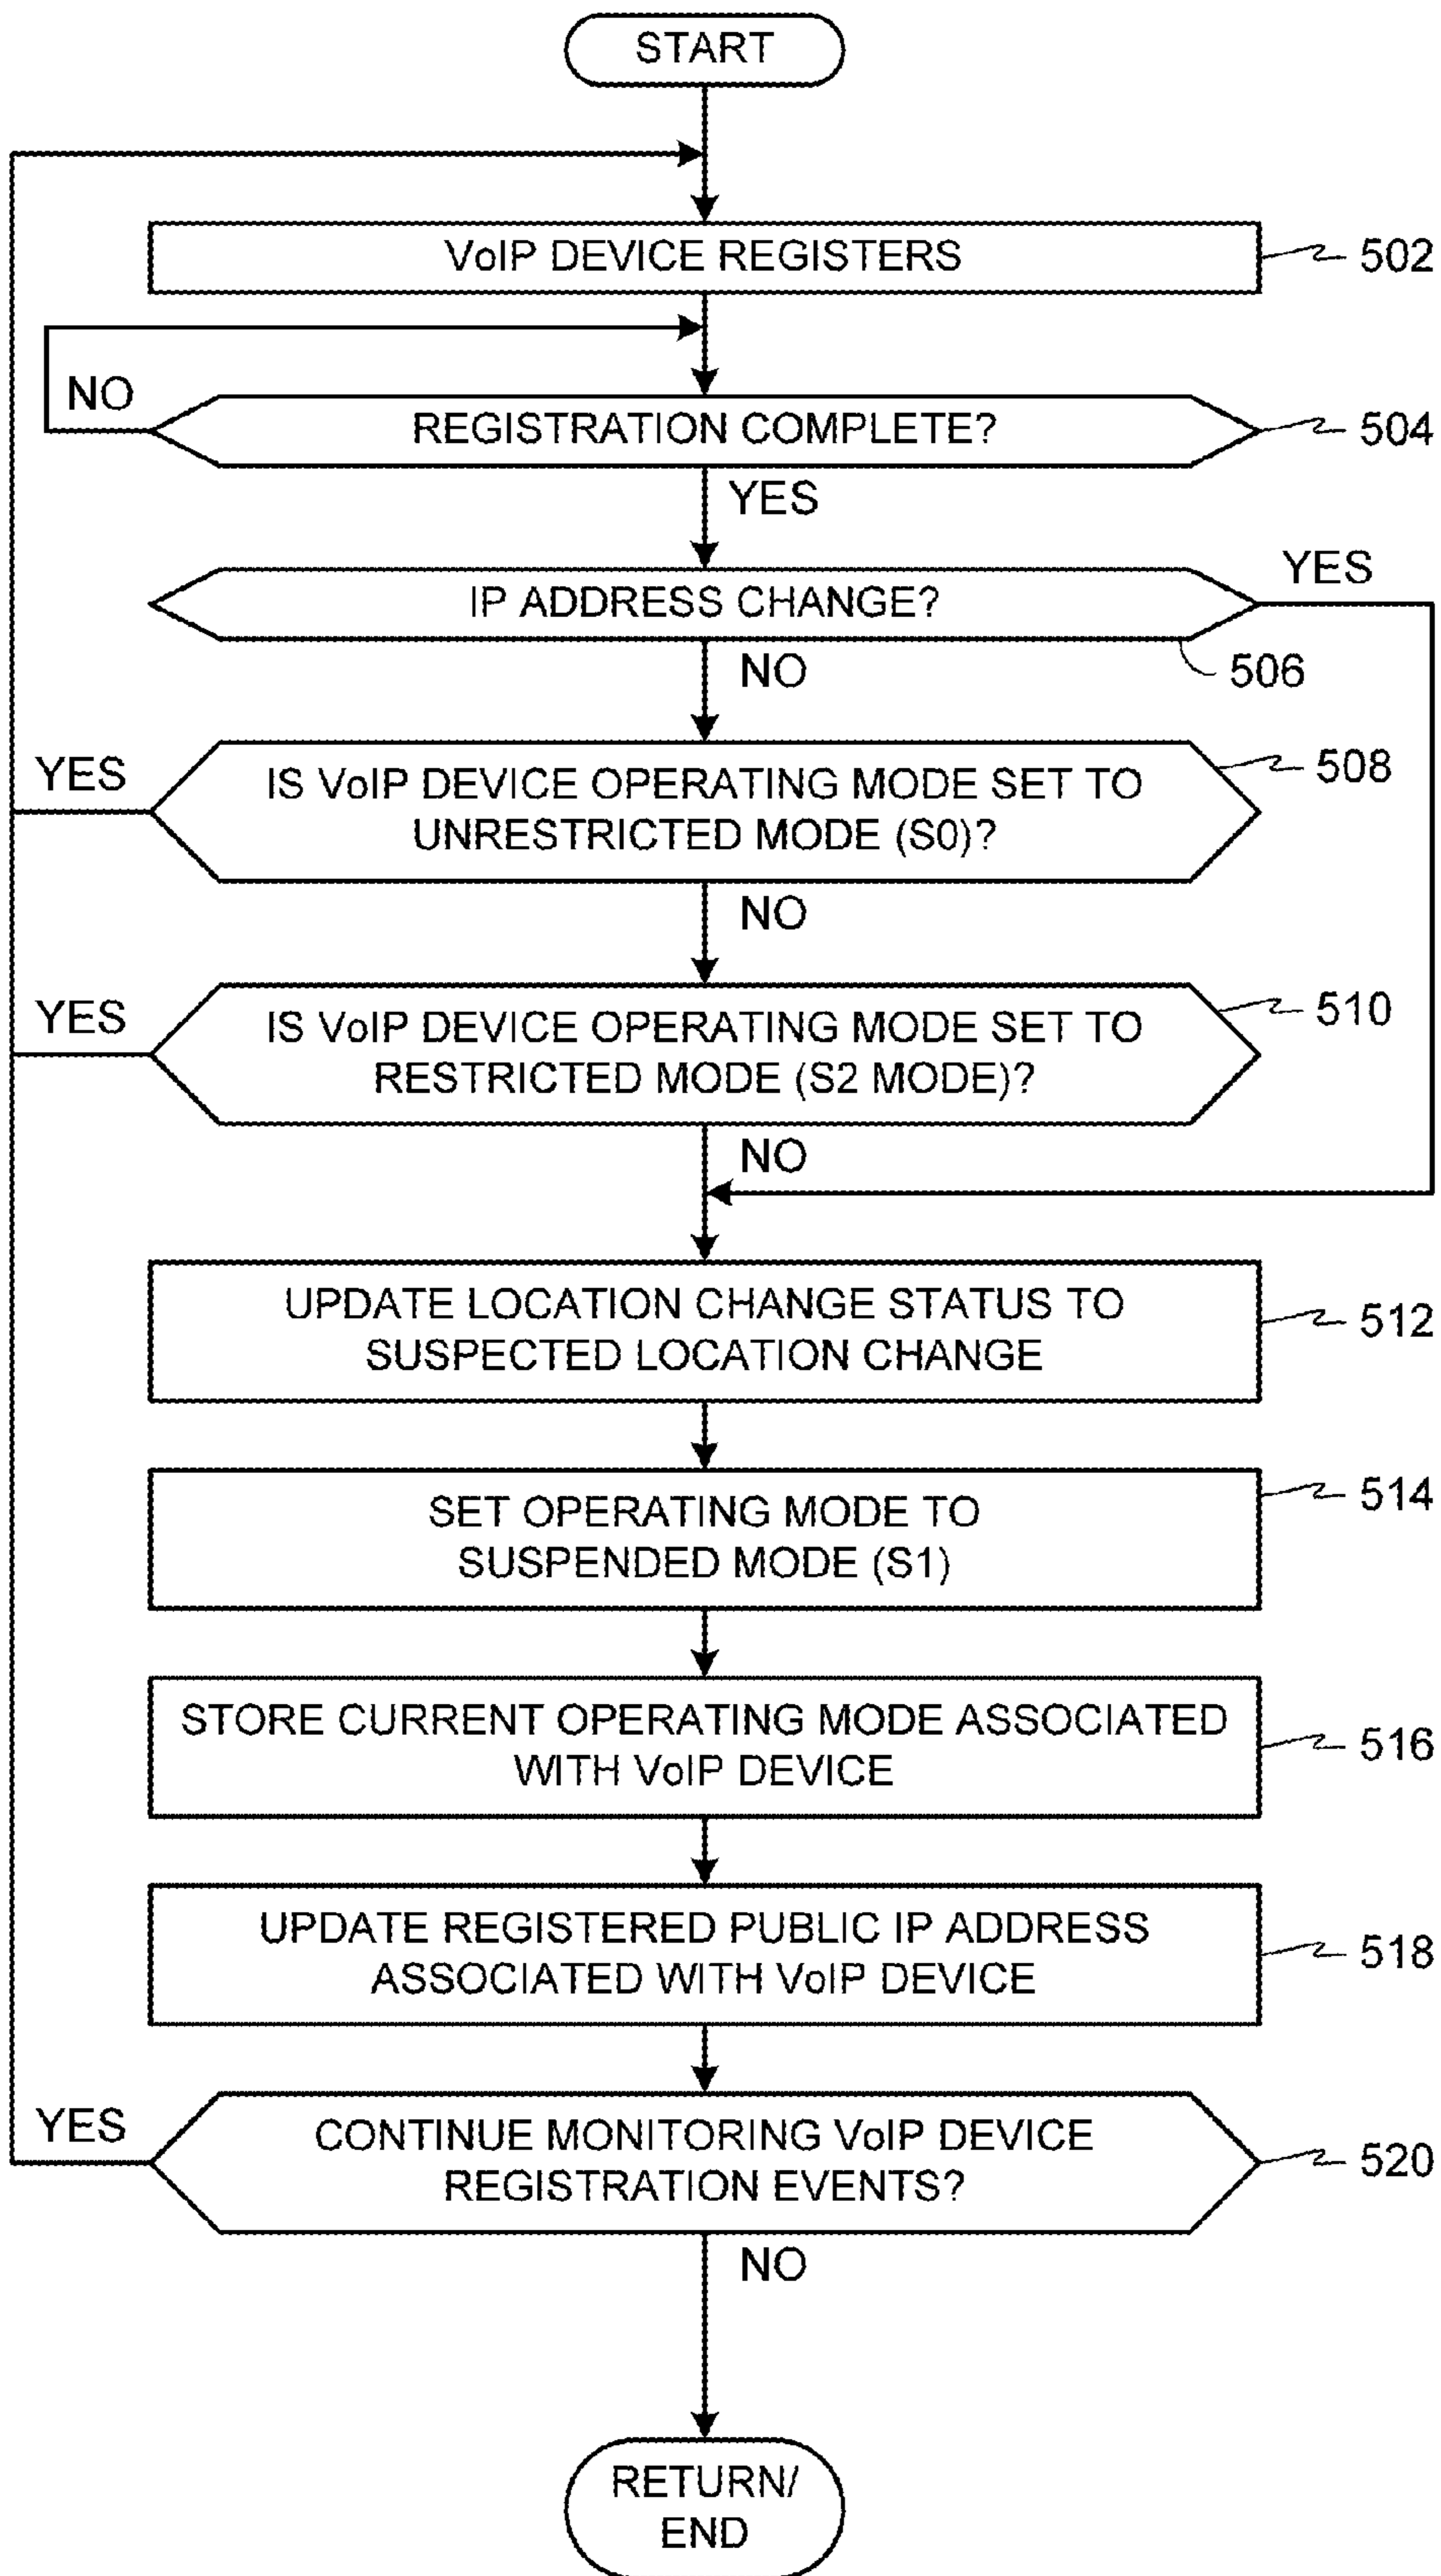 START
VoIP DEVICE REGISTERS
502
NO
REGISTRATION COMPLETE?
504
YES
YES
IP ADDRESS CHANGE?
NO
506
YES
IS VoIP DEVICE OPERATING MODE SET TO
UNRESTRICTED MODE (S0)?
508
NO
YES
IS VoIP DEVICE OPERATING MODE SET TO
RESTRICTED MODE (S2 MODE)?
510
NO
UPDATE LOCATION CHANGE STATUS TO
SUSPECTED LOCATION CHANGE
512
SET OPERATING MODE TO
SUSPENDED MODE (S1)
514
STORE CURRENT OPERATING MODE ASSOCIATED
WITH VoIP DEVICE
516
UPDATE REGISTERED PUBLIC IP ADDRESS
ASSOCIATED WITH VoIP DEVICE
518
YES
CONTINUE MONITORING VoIP DEVICE
REGISTRATION EVENTS?
520
NO
RETURN/
END